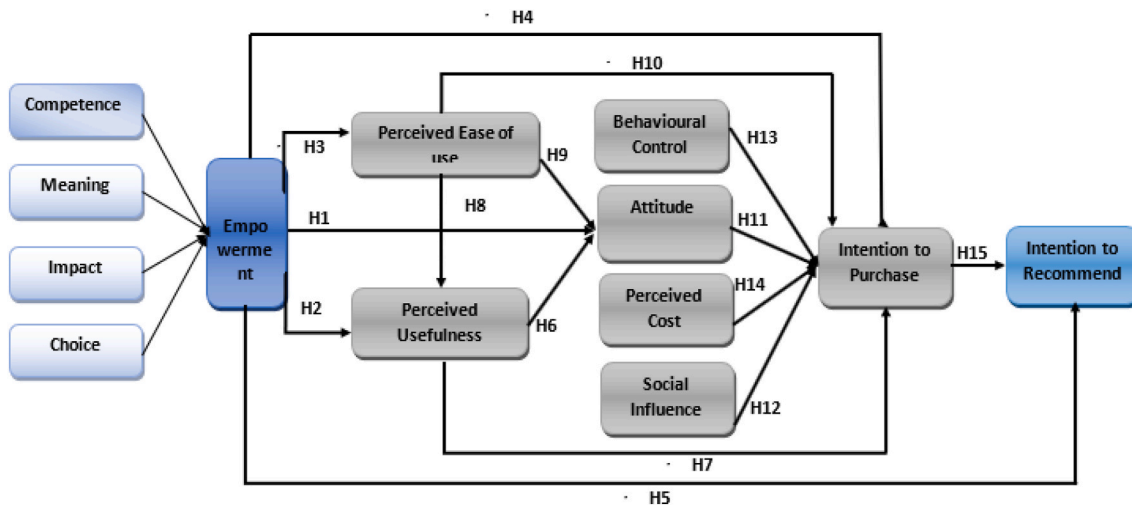 H4
H10
Competence
Meaning
Impact
Choice
Empo
werme
nt
H3
H1
H2
Perceived Ease of
use
H9
H8
Perceived
Usefulness
H6
Behavioural
Control
H13
Attitude
H11
Perceived
Cost
H14
Social
Influence
H12
Intention to
Purchase
H15
Intention to
Recommend
H7
H5